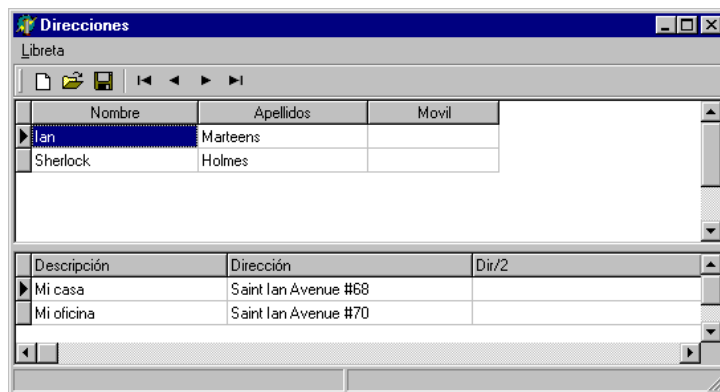 Direcciones
Libreta
Nombre Apellidos Movil
Ian Marteens
Sherlock Holmes
Descripción Dirección Dir/2
Mi casa Saint Ian Avenue #68
Mi oficina Saint Ian Avenue #70